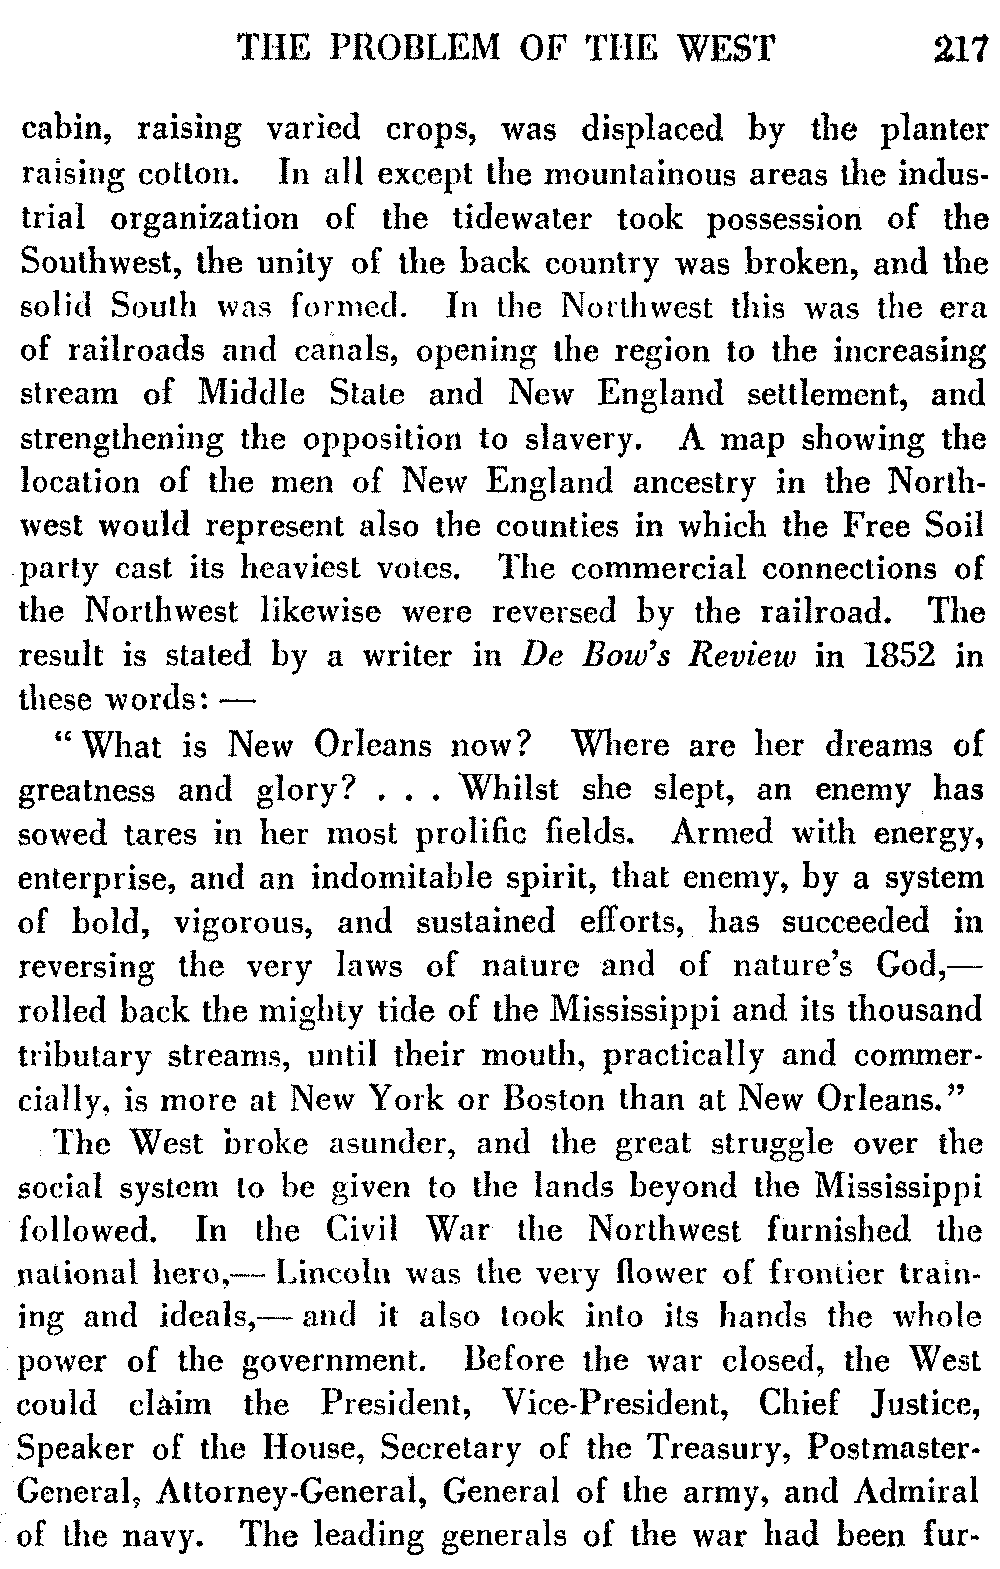 THE PROBLEM OF THE WEST 217
cabin, raising varied crops, was displaced by the planter
raising cotton. In all except the mountainous areas the indus-
trial organization of the tidewater took possession of the
Southwest, the unity of the back country was broken, and the
solid South was formed. In the Northwest this was the era
of railroads and canals, opening the region to the increasing
stream of Middle State and New England settlement, and
strengthening the opposition to slavery. A map showing the
location of the men of New England ancestry in the North-
west would represent also the counties in which the Free Soil
party cast its heaviest votes. The commercial connections of
the Northwest likewise were reversed by the railroad. The
result is stated by a writer in De Bow's Review in 1852 in
these words: —
“ What is New Orleans now? Where are her dreams of
greatness and glory? . . . Whilst she slept, an enemy has
sowed tares in her most prolific fields. Armed with energy,
enterprise, and an indomitable spirit, that enemy, by a system
of bold, vigorous, and sustained efforts, has succeeded in
reversing the very laws of nature and of nature's God,—
rolled back the mighty tide of the Mississippi and its thousand
tributary streams, until their mouth, practically and commer-
cially, is more at New York or Boston than at New Orleans.”
The West broke asunder, and the great struggle over the
social system to be given to the lands beyond the Mississippi
followed. In the Civil War the Northwest furnished the
national hero,— Lincoln was the very flower of frontier train-
ing and ideals,— and it also took into its hands the whole
power of the government. Before the war closed, the West
could claim the President, Vice-President, Chief Justice,
Speaker of the House, Secretary of the Treasury, Postmaster-
General, Attorney-General, General of the army, and Admiral
of the navy. The leading generals of the war had been fur-